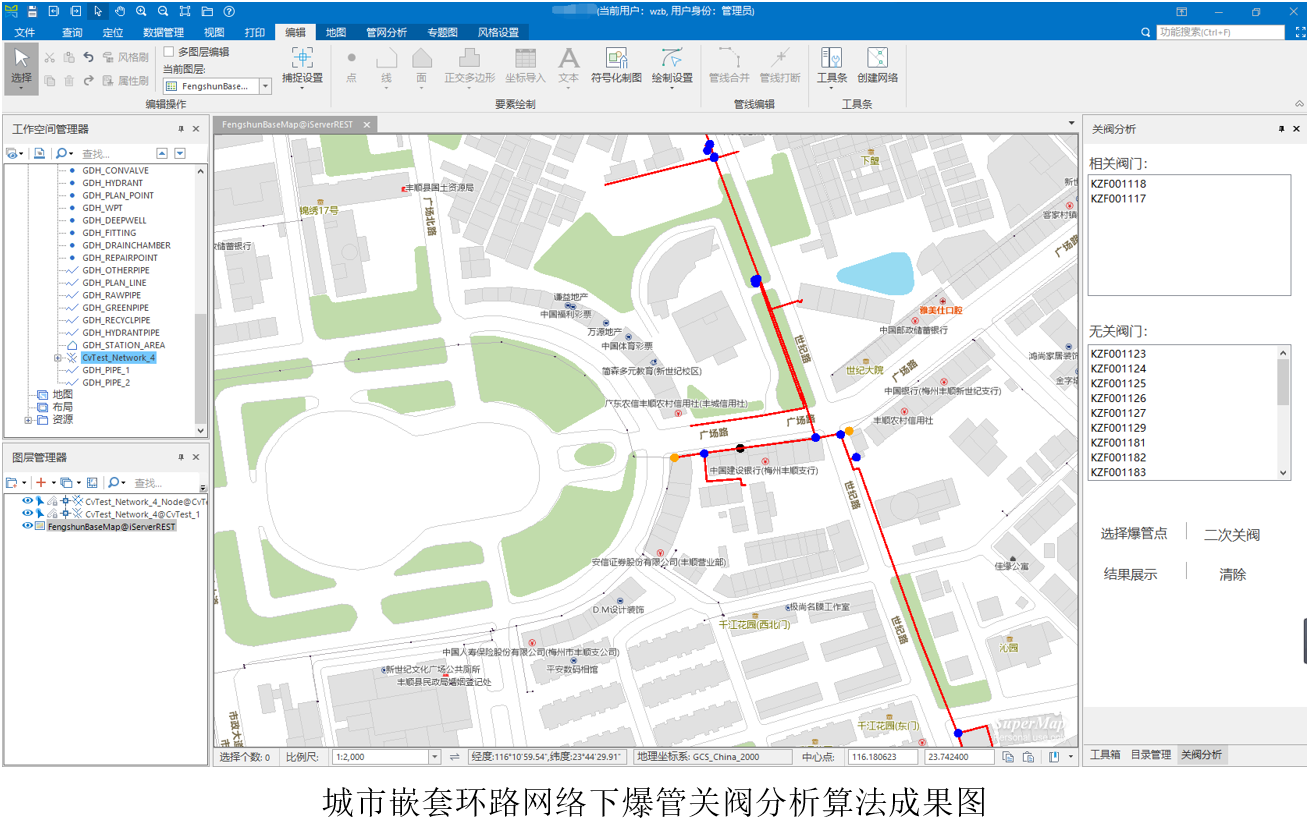 (当前用户：wzb, 用户身份：管理员)
文件 查询 定位 数据管理 视图 打印 编辑 地图 管网分析 专题图 风格设置
功能搜索(Ctrl+F)
选择
风格刷
属性刷
多图层编辑
当前图层:
FengshunBase...
捕捉设置
点 线 面 正交多边形 坐标导入 文本 符号化制图 绘制设置
管线合并 管线打断
工具条 创建网络
编辑操作 要素绘制 管线编辑 工具条
工作空间管理器
查找...
GDH_CONVALVE
GDH_HYDRANT
GDH_PLAN_POINT
GDH_WPT
GDH_DEEPWELL
GDH_FITTING
GDH_DRAINCHAMBER
GDH_REPAIRPOINT
GDH_OTHERPIPE
GDH_PLAN_LINE
GDH_RAWPIPE
GDH_GREENPIPE
GDH_RECYCLPIPE
GDH_HYDRANTPIPE
GDH_STATION_AREA
CvTest_Network_4
GDH_PIPE_1
GDH_PIPE_2
地图
布局
资源
图层管理器
查找...
CvTest_Network_4_Node@CvTe
CvTest_Network_4@CvTest_1
FengshunBaseMap@iServerREST
FengshunBaseMap@iServerREST
下墅
丰顺县国土资源局
锦绣17号
广场北路
客家村镇
广场路
谦益地产
中国福利彩票
万源地产
中国体育彩票
笛森多元教育(新世纪校区)
雅美仕口腔
中国邮政储蓄银行
世纪路
世纪大院
广场路
鸿尚家居装饰
中国银行(梅州丰顺新世纪支行)
广东农信丰顺农村信用社(丰城信用社)
丰顺农村信用社
广场路
广场路
中国建设银行(梅州丰顺支行)
世纪路
安信证券股份有限公司(丰顺营业部)
佳缘公寓
D M设计装饰
极尚名膜工作室
千江花园(西北门)
世纪路
沁园
中国人寿保险股份有限公司(梅州市丰顺支公司)
新世纪文化广场公共厕所
平安数码相馆
丰顺县民政局婚姻登记处
千江花园(东门)
市政大道
SuperMap
选择个数: 0 比例尺: 1:2,000 经度:116°10′59.54″,纬度:23°44′29.91″ 地理坐标系: GCS_China_2000 中心点: 116.180623 23.742400
关阀分析
相关阀门:
KZF001118
KZF001117
无关阀门:
KZF001123
KZF001124
KZF001125
KZF001126
KZF001127
KZF001129
KZF001181
KZF001182
KZF001183
选择爆管点 二次关阀
结果展示 清除
工具箱 目录管理 关阀分析
城市嵌套环路网络下爆管关阀分析算法成果图